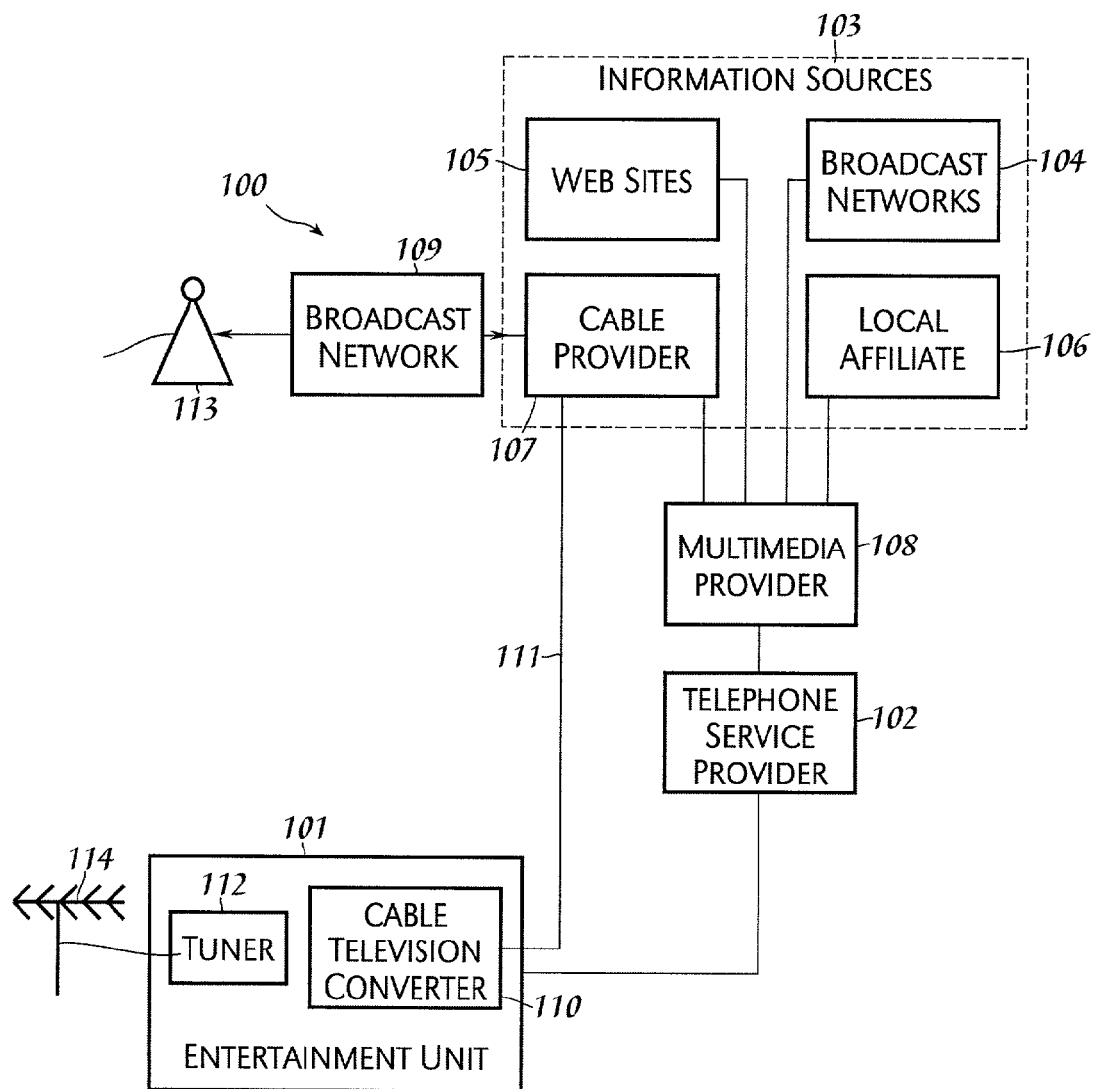 103
INFORMATION SOURCES
105
WEB SITES
BROADCAST
NETWORKS
104
100
109
BROADCAST
NETWORK
CABLE
PROVIDER
LOCAL
AFFILIATE
106
113
107
MULTIMEDIA
PROVIDER
108
111
TELEPHONE
SERVICE
PROVIDER
102
101
114
112
TUNER
CABLE
TELEVISION
CONVERTER
110
ENTERTAINMENT UNIT